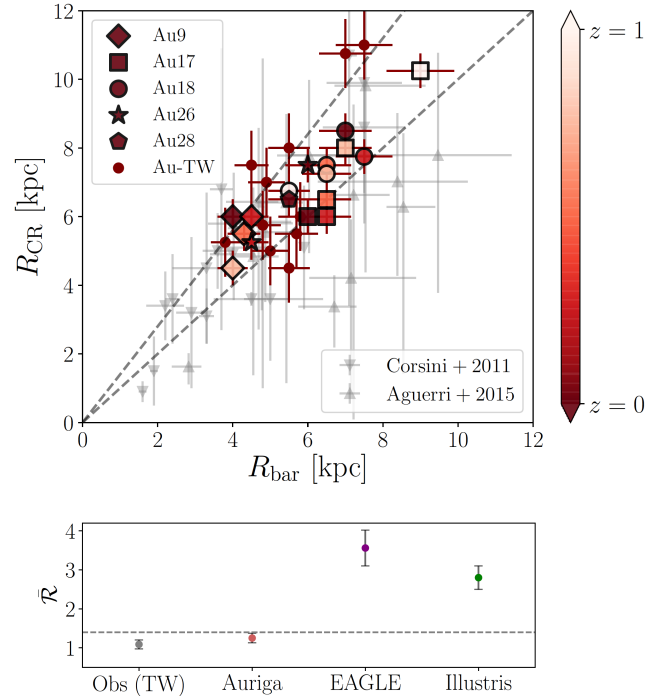 12
10
8
6
4
2
0
R_CR [kpc]
Au9
Au17
Au18
Au26
Au28
Au-TW
Corsini + 2011
Aguerri + 2015
0 2 4 6 8 10 12
R_bar [kpc]
z = 1
z = 0
4
3
2
1
R̄
Obs (TW) Auriga EAGLE Illustris